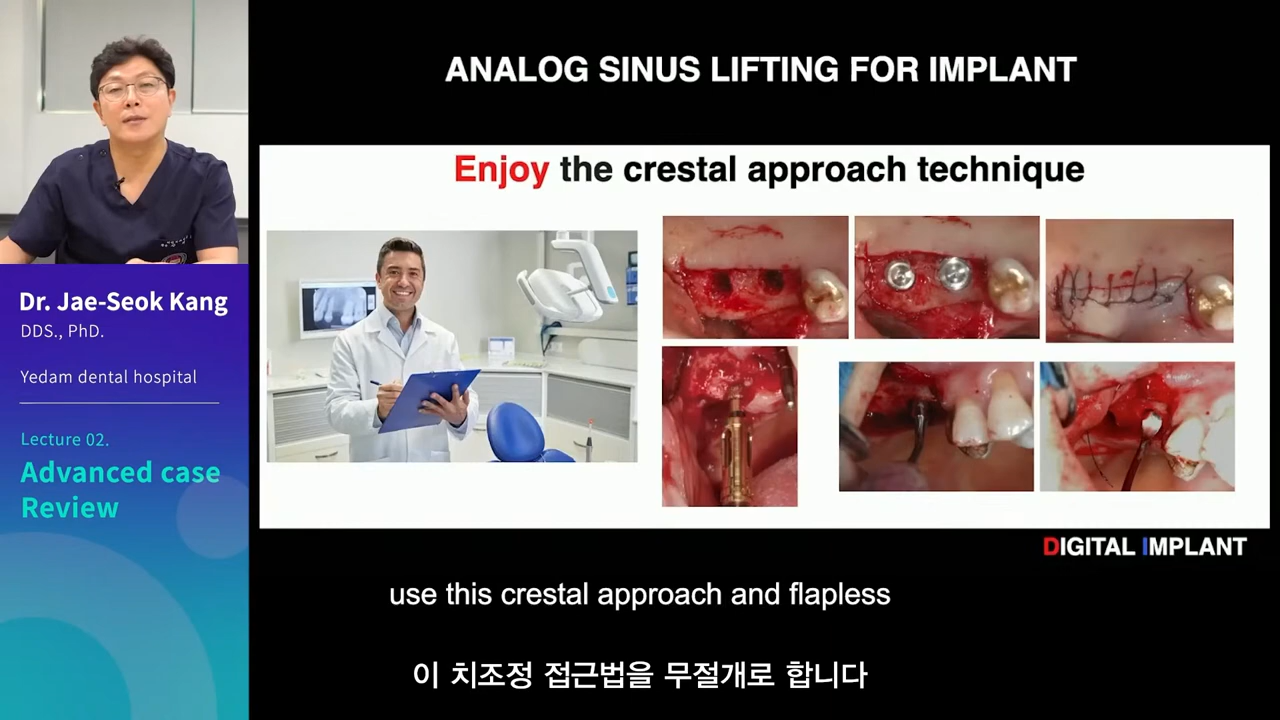 ANALOG SINUS LIFTING FOR IMPLANT
Enjoy the crestal approach technique
Dr. Jae-Seok Kang
DDS., PhD.
Yedam dental hospital
Lecture 02.
Advanced case
Review
DIGITAL IMPLANT
use this crestal approach and flapless
이 치조정 접근법을 무절개로 합니다